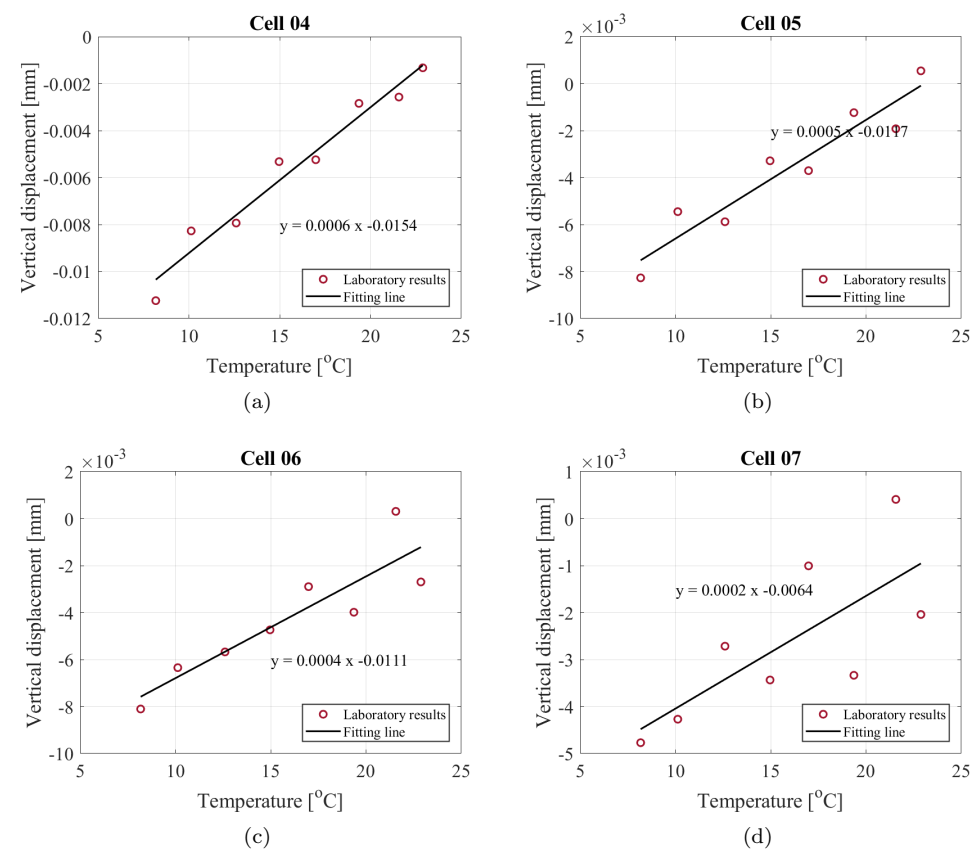 Cell 04
0
-0.002
-0.004
-0.006
-0.008
-0.01
-0.012
Vertical displacement [mm]
y = 0.0006 x -0.0154
Laboratory results
Fitting line
5 10 15 20 25
Temperature [°C]
(a)
Cell 05
×10-3
2
0
-2
-4
-6
-8
-10
Vertical displacement [mm]
y = 0.0005 x -0.0117
Laboratory results
Fitting line
5 10 15 20 25
Temperature [°C]
(b)
Cell 06
×10-3
2
0
-2
-4
-6
-8
-10
Vertical displacement [mm]
y = 0.0004 x -0.0111
Laboratory results
Fitting line
5 10 15 20 25
Temperature [°C]
(c)
Cell 07
×10-3
1
0
-1
-2
-3
-4
-5
Vertical displacement [mm]
y = 0.0002 x -0.0064
Laboratory results
Fitting line
5 10 15 20 25
Temperature [°C]
(d)